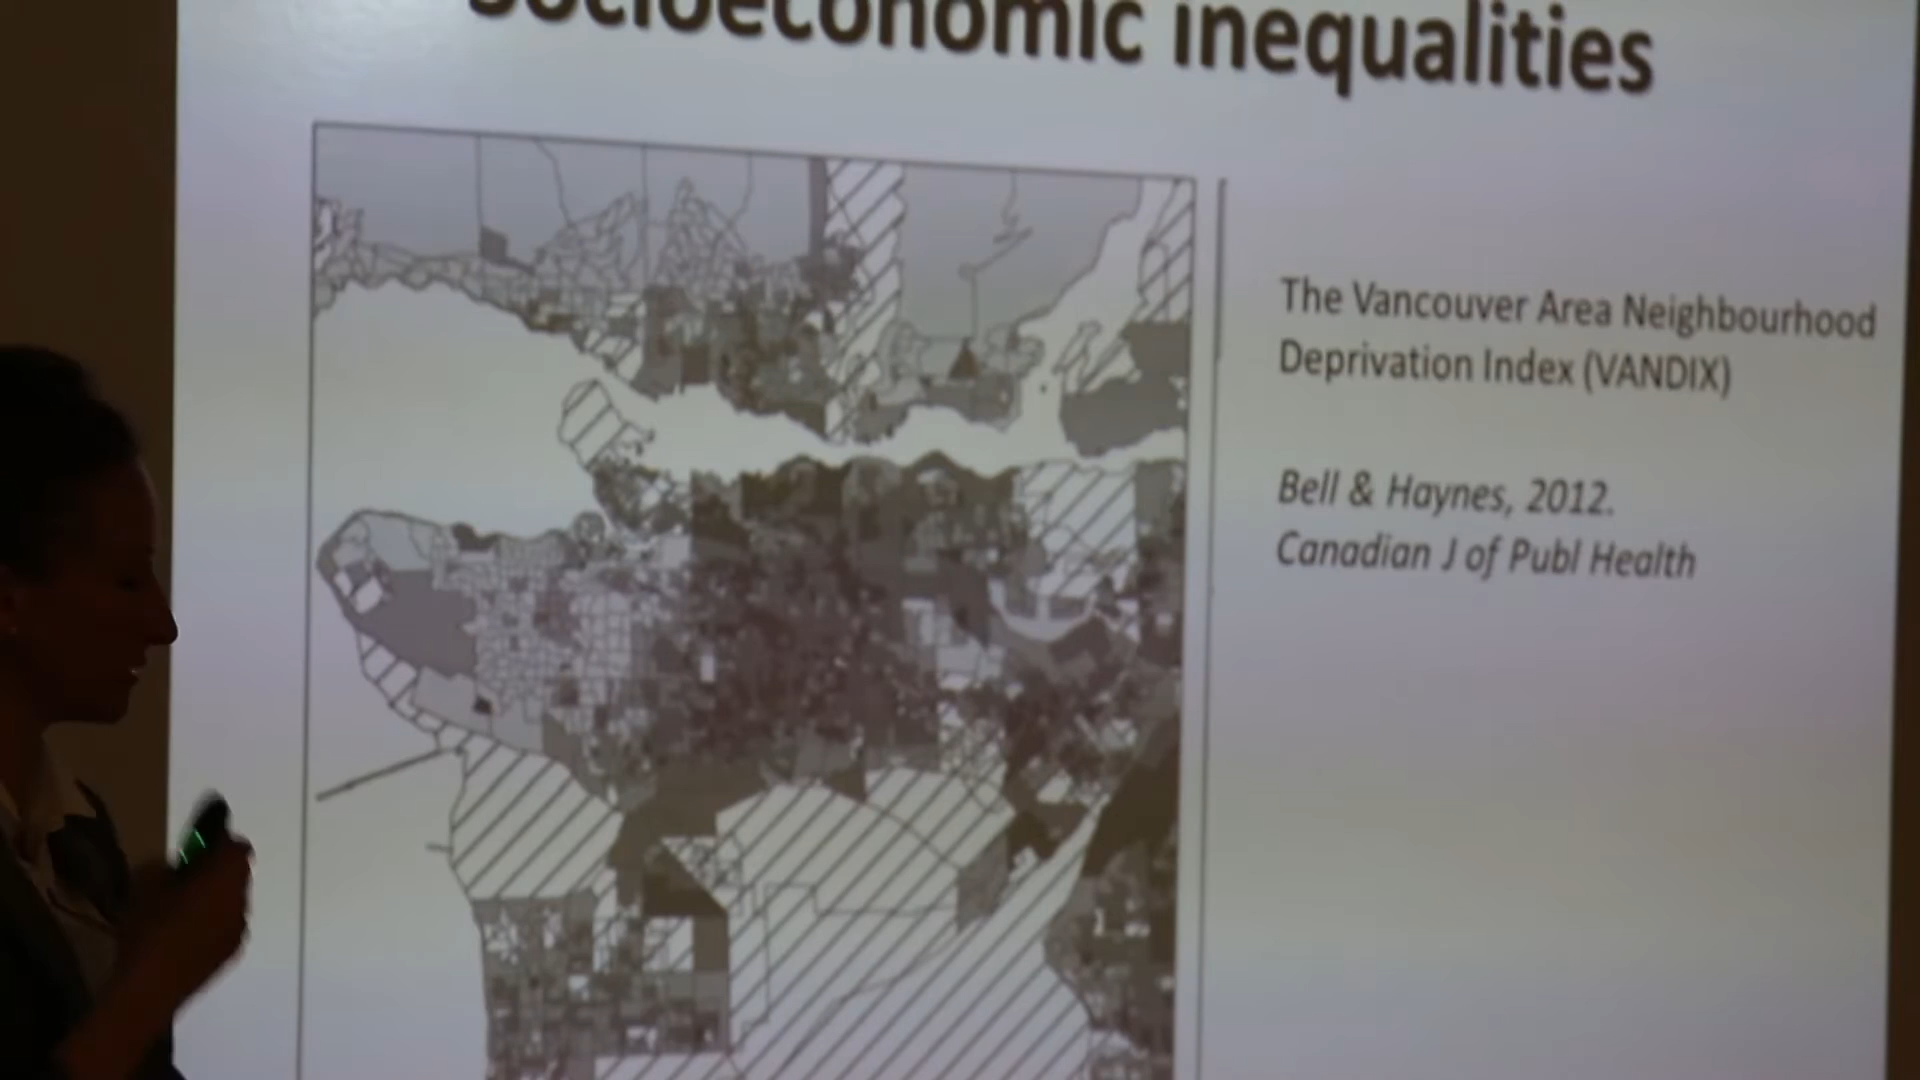 Socioeconomic inequalities
The Vancouver Area Neighbourhood
Deprivation Index (VANDIX)
Bell & Haynes, 2012.
Canadian J of Publ Health